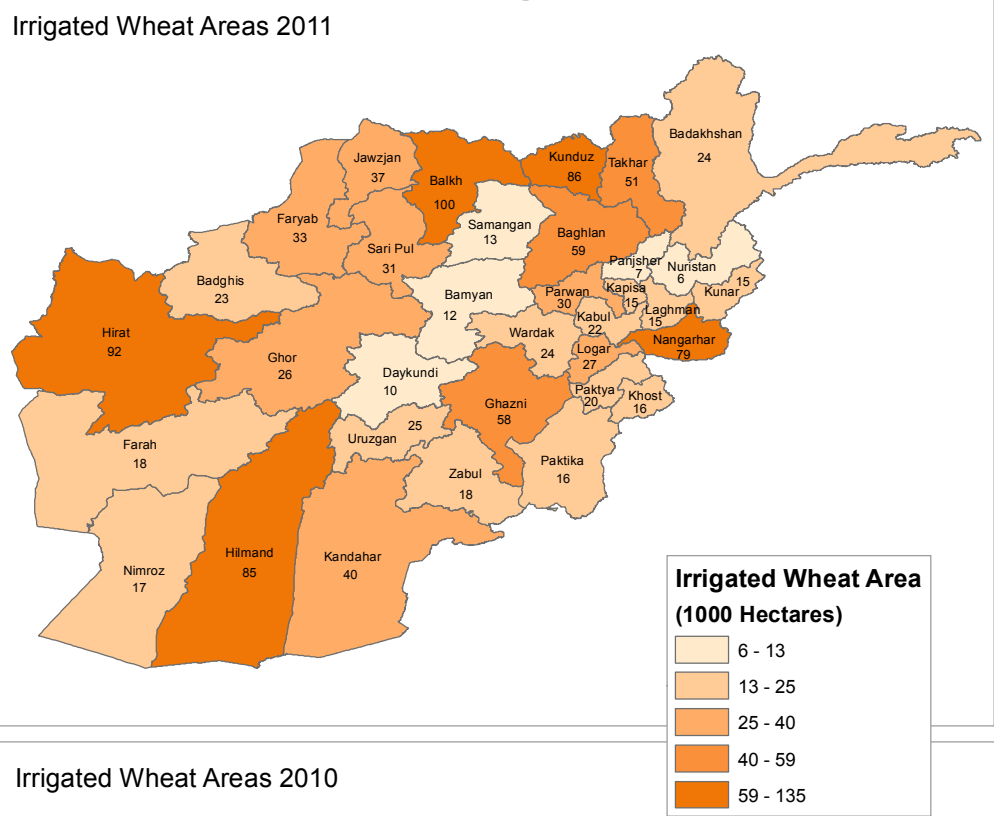 Irrigated Wheat Areas 2011
Badakhshan
24
Jawzjan
37
Balkh
100
Kunduz
86
Takhar
51
Faryab
33
Samangan
13
Baghlan
59
Sari Pul
31
Panjsher
7
Nuristan
6
Badghis
23
Bamyan
12
Parwan
30
Kapisa
15
Kunar
15
Laghman
15
Kabul
22
Hirat
92
Wardak
24
Nangarhar
79
Ghor
26
Logar
27
Daykundi
10
Paktya
20
Khost
16
Ghazni
58
Uruzgan
25
Farah
18
Zabul
18
Paktika
16
Nimroz
17
Hilmand
85
Kandahar
40
Irrigated Wheat Area
(1000 Hectares)
6 - 13
13 - 25
25 - 40
40 - 59
59 - 135
Irrigated Wheat Areas 2010